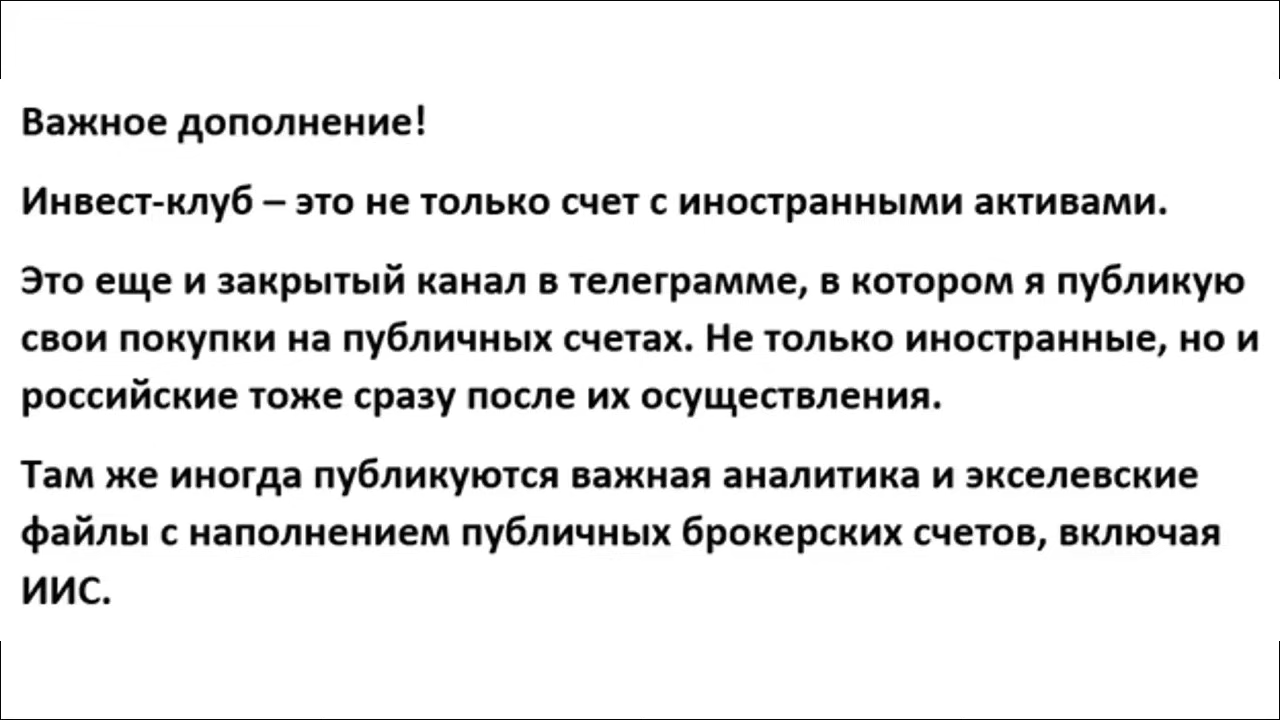 Важное дополнение!
Инвест-клуб – это не только счет с иностранными активами.
Это еще и закрытый канал в телеграмме, в котором я публикую
свои покупки на публичных счетах. Не только иностранные, но и
российские тоже сразу после их осуществления.
Там же иногда публикуются важная аналитика и экселевские
файлы с наполнением публичных брокерских счетов, включая
ИИС.